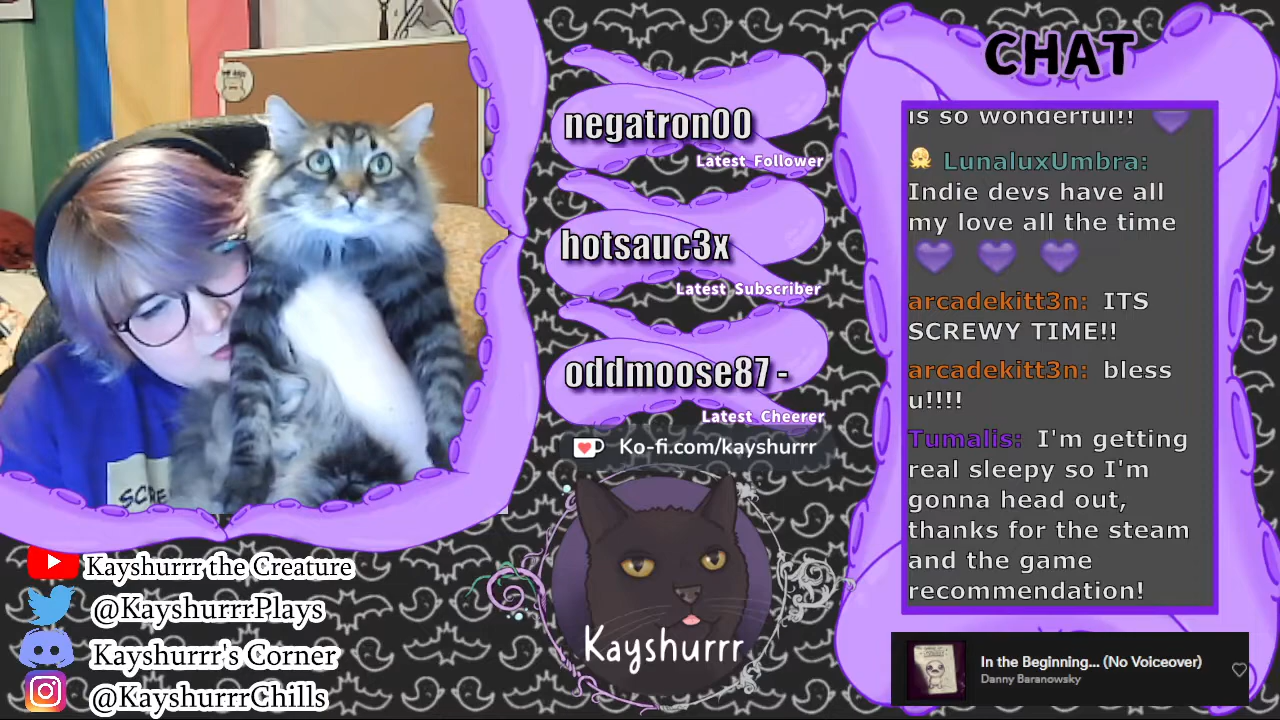 SCRE
negatron00
Latest Follower
hotsauc3x
Latest Subscriber
oddmoose87 -
Latest Cheerer
Ko-fi.com/kayshurrr
Kayshurrr
Kayshurrr the Creature
@KayshurrrPlays
Kayshurrr's Corner
@KayshurrrChills
CHAT
is so wonderful!!
LunaluxUmbra:
Indie devs have all
my love all the time
arcadekitt3n: ITS
SCREWY TIME!!
arcadekitt3n: bless
u!!!!
Tumalis: I'm getting
real sleepy so I'm
gonna head out,
thanks for the steam
and the game
recommendation!
In the Beginning... (No Voiceover)
Danny Baranowsky